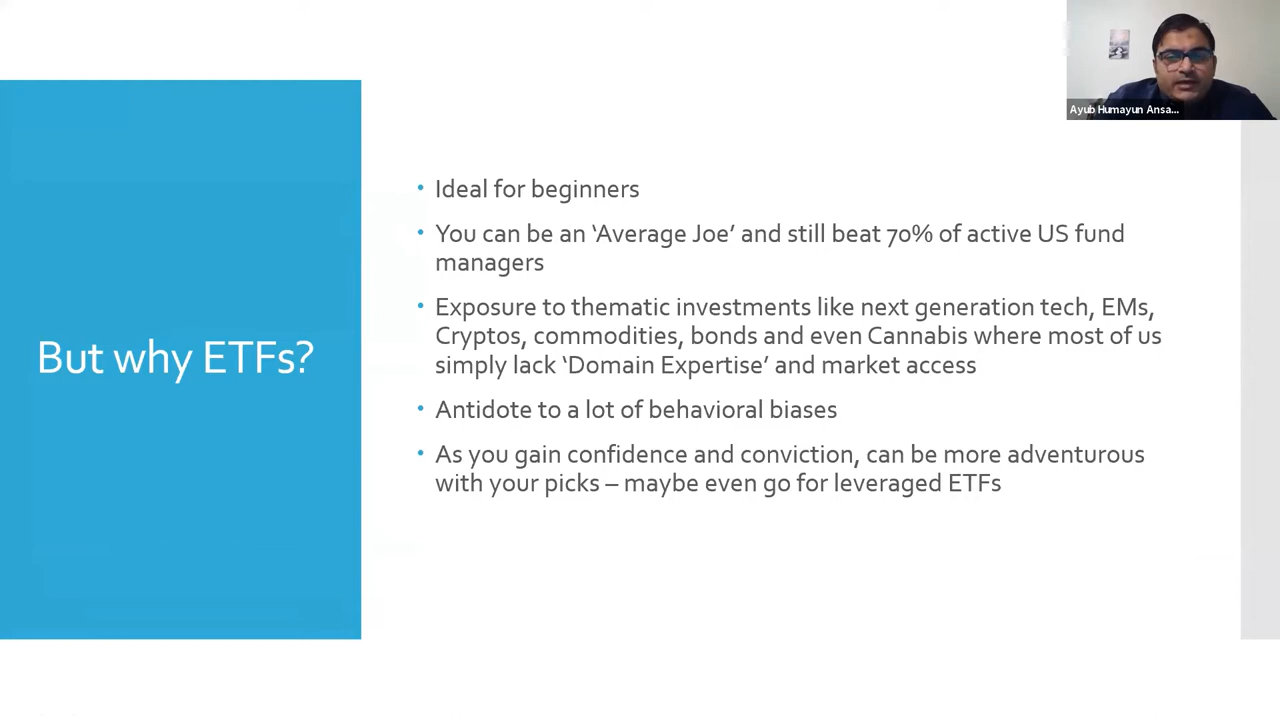 Ayub Humayun Ansa...
But why ETFs?
• Ideal for beginners
• You can be an ‘Average Joe’ and still beat 70% of active US fund
managers
• Exposure to thematic investments like next generation tech, EMs,
Cryptos, commodities, bonds and even Cannabis where most of us
simply lack ‘Domain Expertise’ and market access
• Antidote to a lot of behavioral biases
• As you gain confidence and conviction, can be more adventurous
with your picks – maybe even go for leveraged ETFs